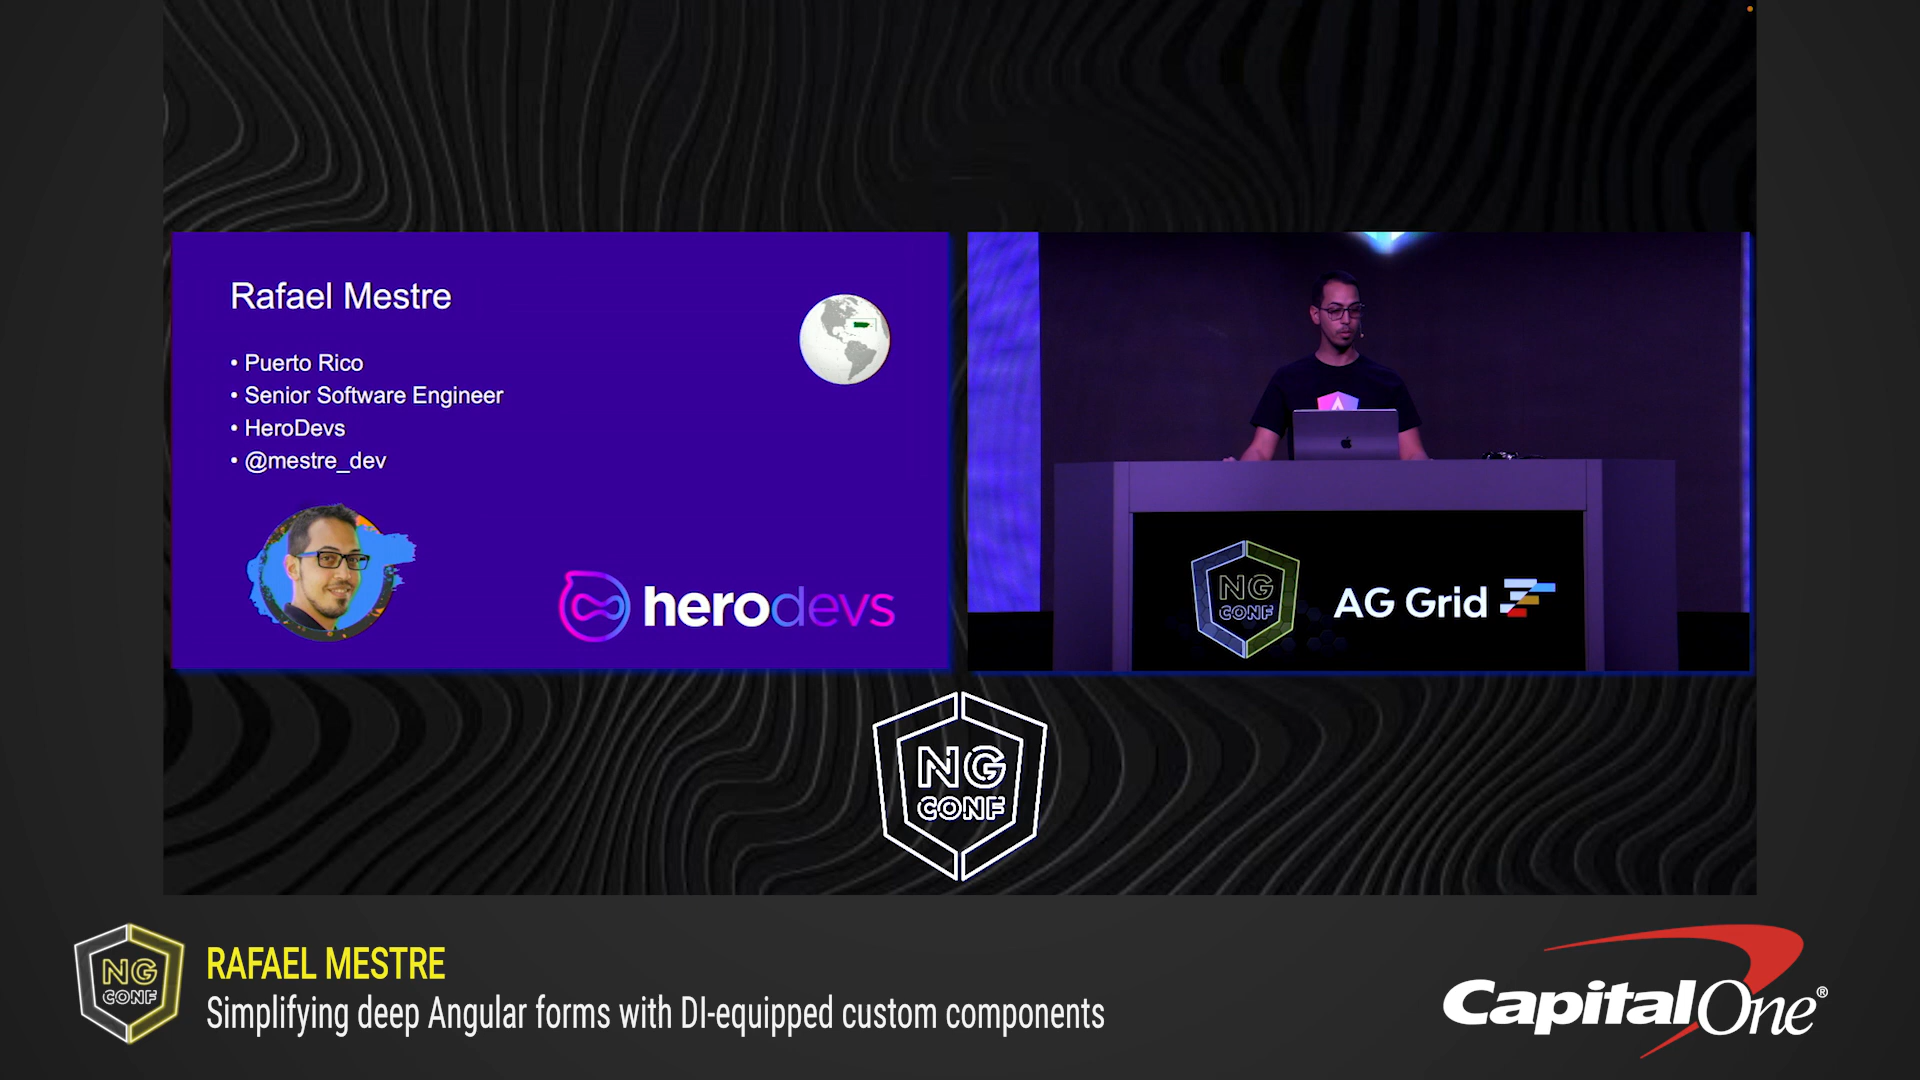 Rafael Mestre
• Puerto Rico
• Senior Software Engineer
• HeroDevs
• @mestre_dev
herodevs
NG
CONF
AG Grid
NG
CONF
NG
CONF
RAFAEL MESTRE
Simplifying deep Angular forms with DI-equipped custom components
CapitalOne®